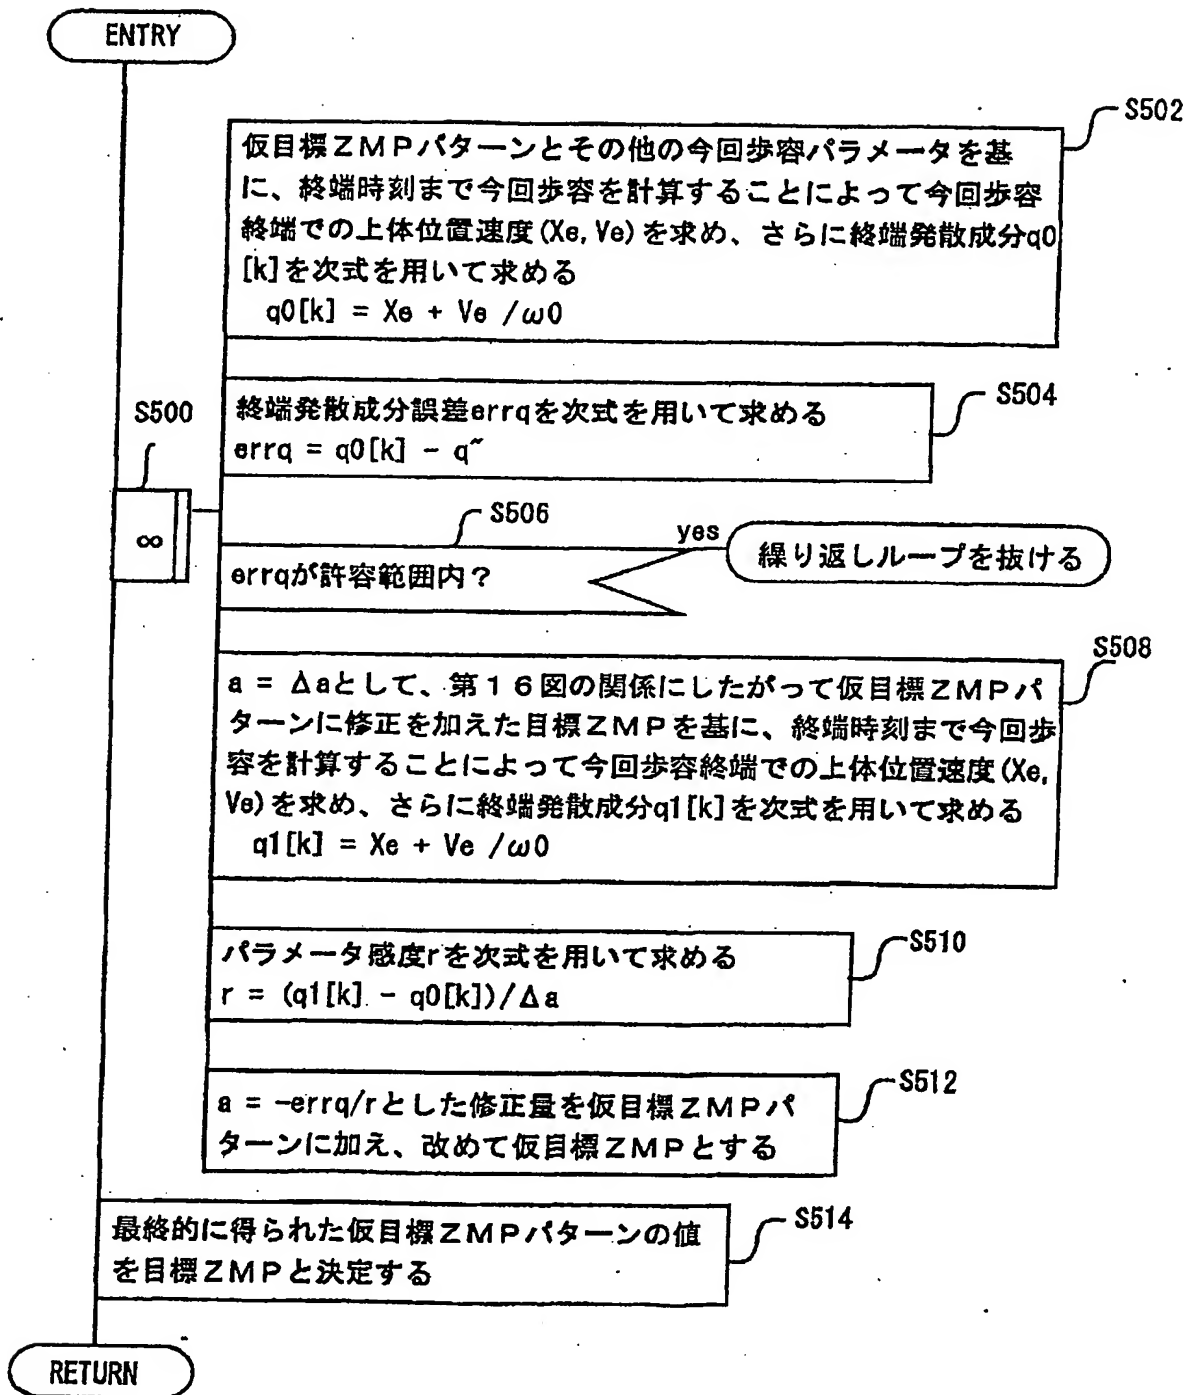 ENTRY
S502
仮目標ZMPパターンとその他の今回歩容パラメータを基
に、終端時刻まで今回歩容を計算することによって今回歩容
終端での上体位置速度(Xe, Ve)を求め、さらに終端発散成分q0
[k]を次式を用いて求める
q0[k] = Xe + Ve /ω0
S504
終端発散成分誤差errqを次式を用いて求める
errq = q0[k] - q˝
S500
∞
S506
errqが許容範囲内？
yes
繰り返しループを抜ける
S508
a = Δaとして、第16図の関係にしたがって仮目標ZMPパ
ターンに修正を加えた目標ZMPを基に、終端時刻まで今回歩
容を計算することによって今回歩容終端での上体位置速度(Xe,
Ve)を求め、さらに終端発散成分q1[k]を次式を用いて求める
q1[k] = Xe + Ve /ω0
S510
パラメータ感度rを次式を用いて求める
r = (q1[k] - q0[k])/Δa
S512
a = -errq/rとした修正量を仮目標ZMPパ
ターンに加え、改めて仮目標ZMPとする
S514
最終的に得られた仮目標ZMPパターンの値
を目標ZMPと決定する
RETURN